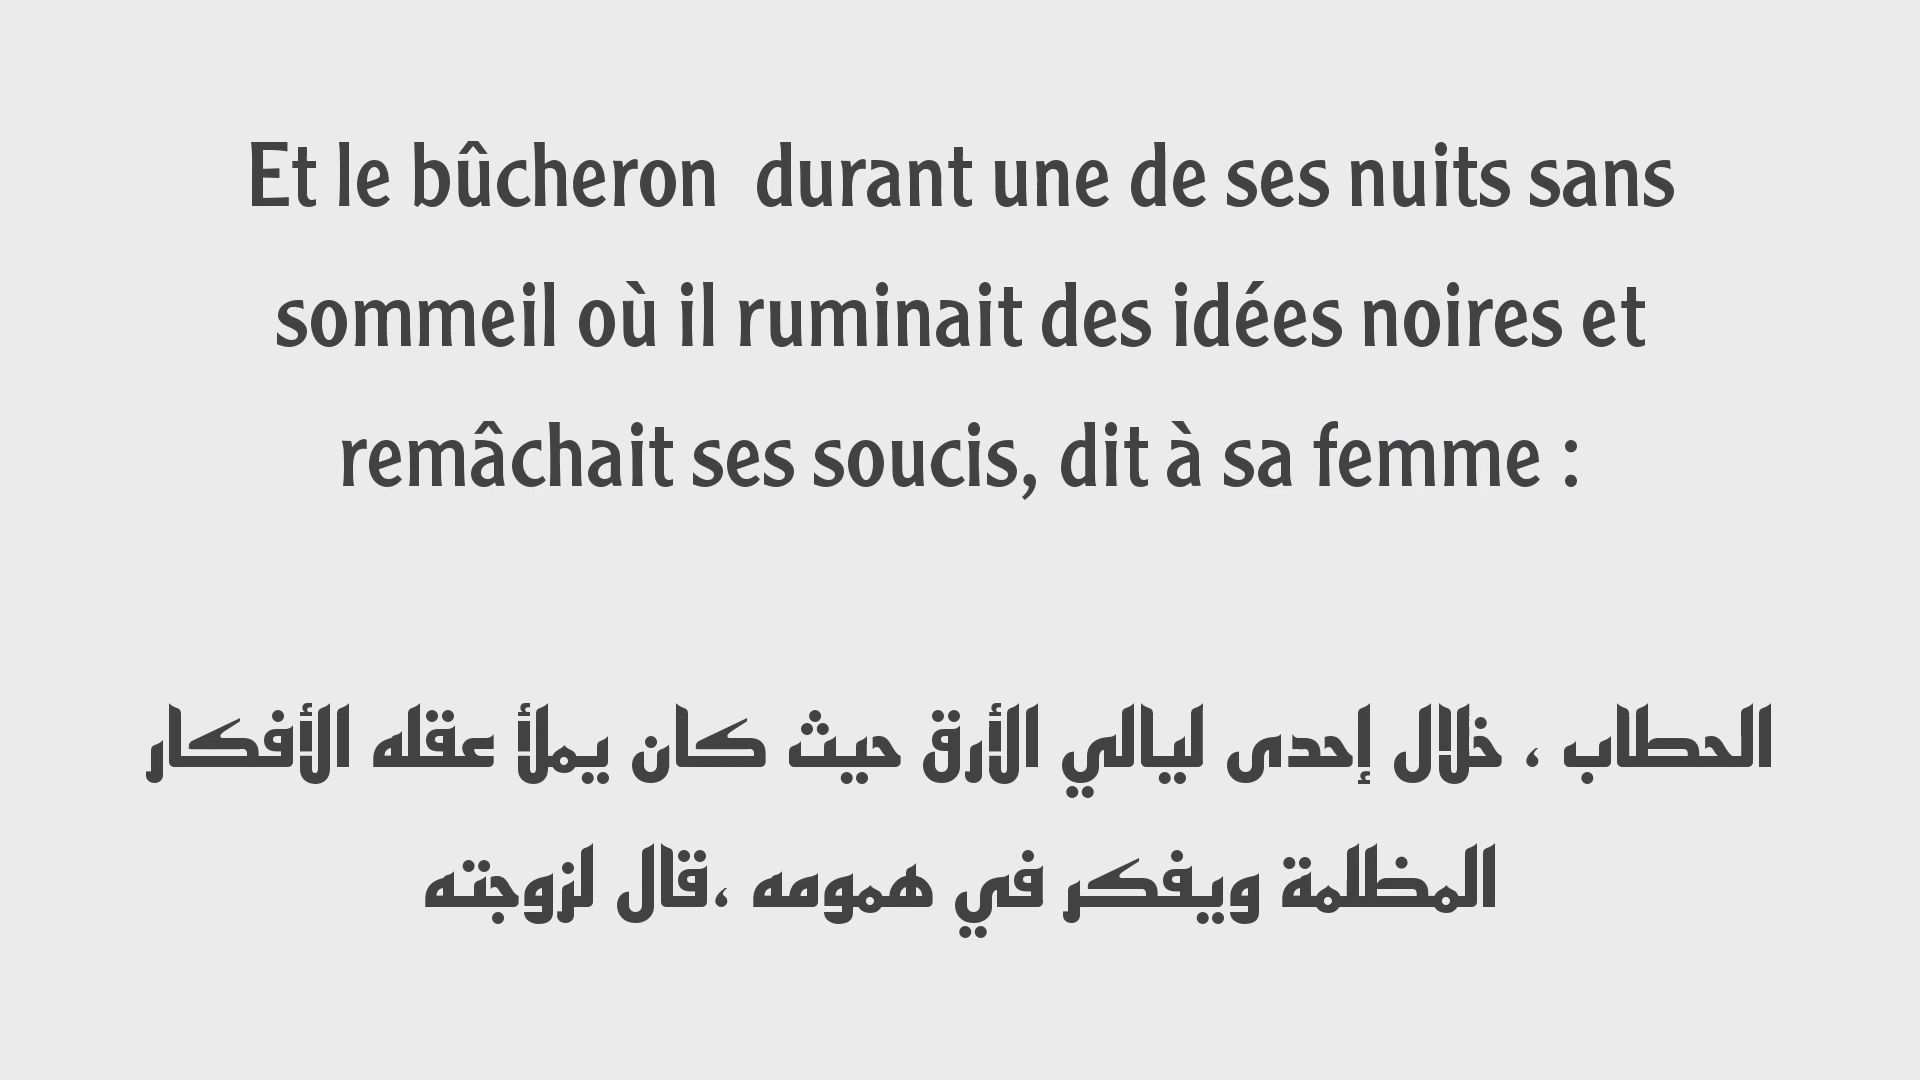 Et le bûcheron  durant une de ses nuits sans
sommeil où il ruminait des idées noires et
remâchait ses soucis, dit à sa femme :
الحطاب ، خلال إحدى ليالي الأرق حيث كان يملأ عقله الأفكار
المظلمة ويفكر في همومه ،قال لزوجته